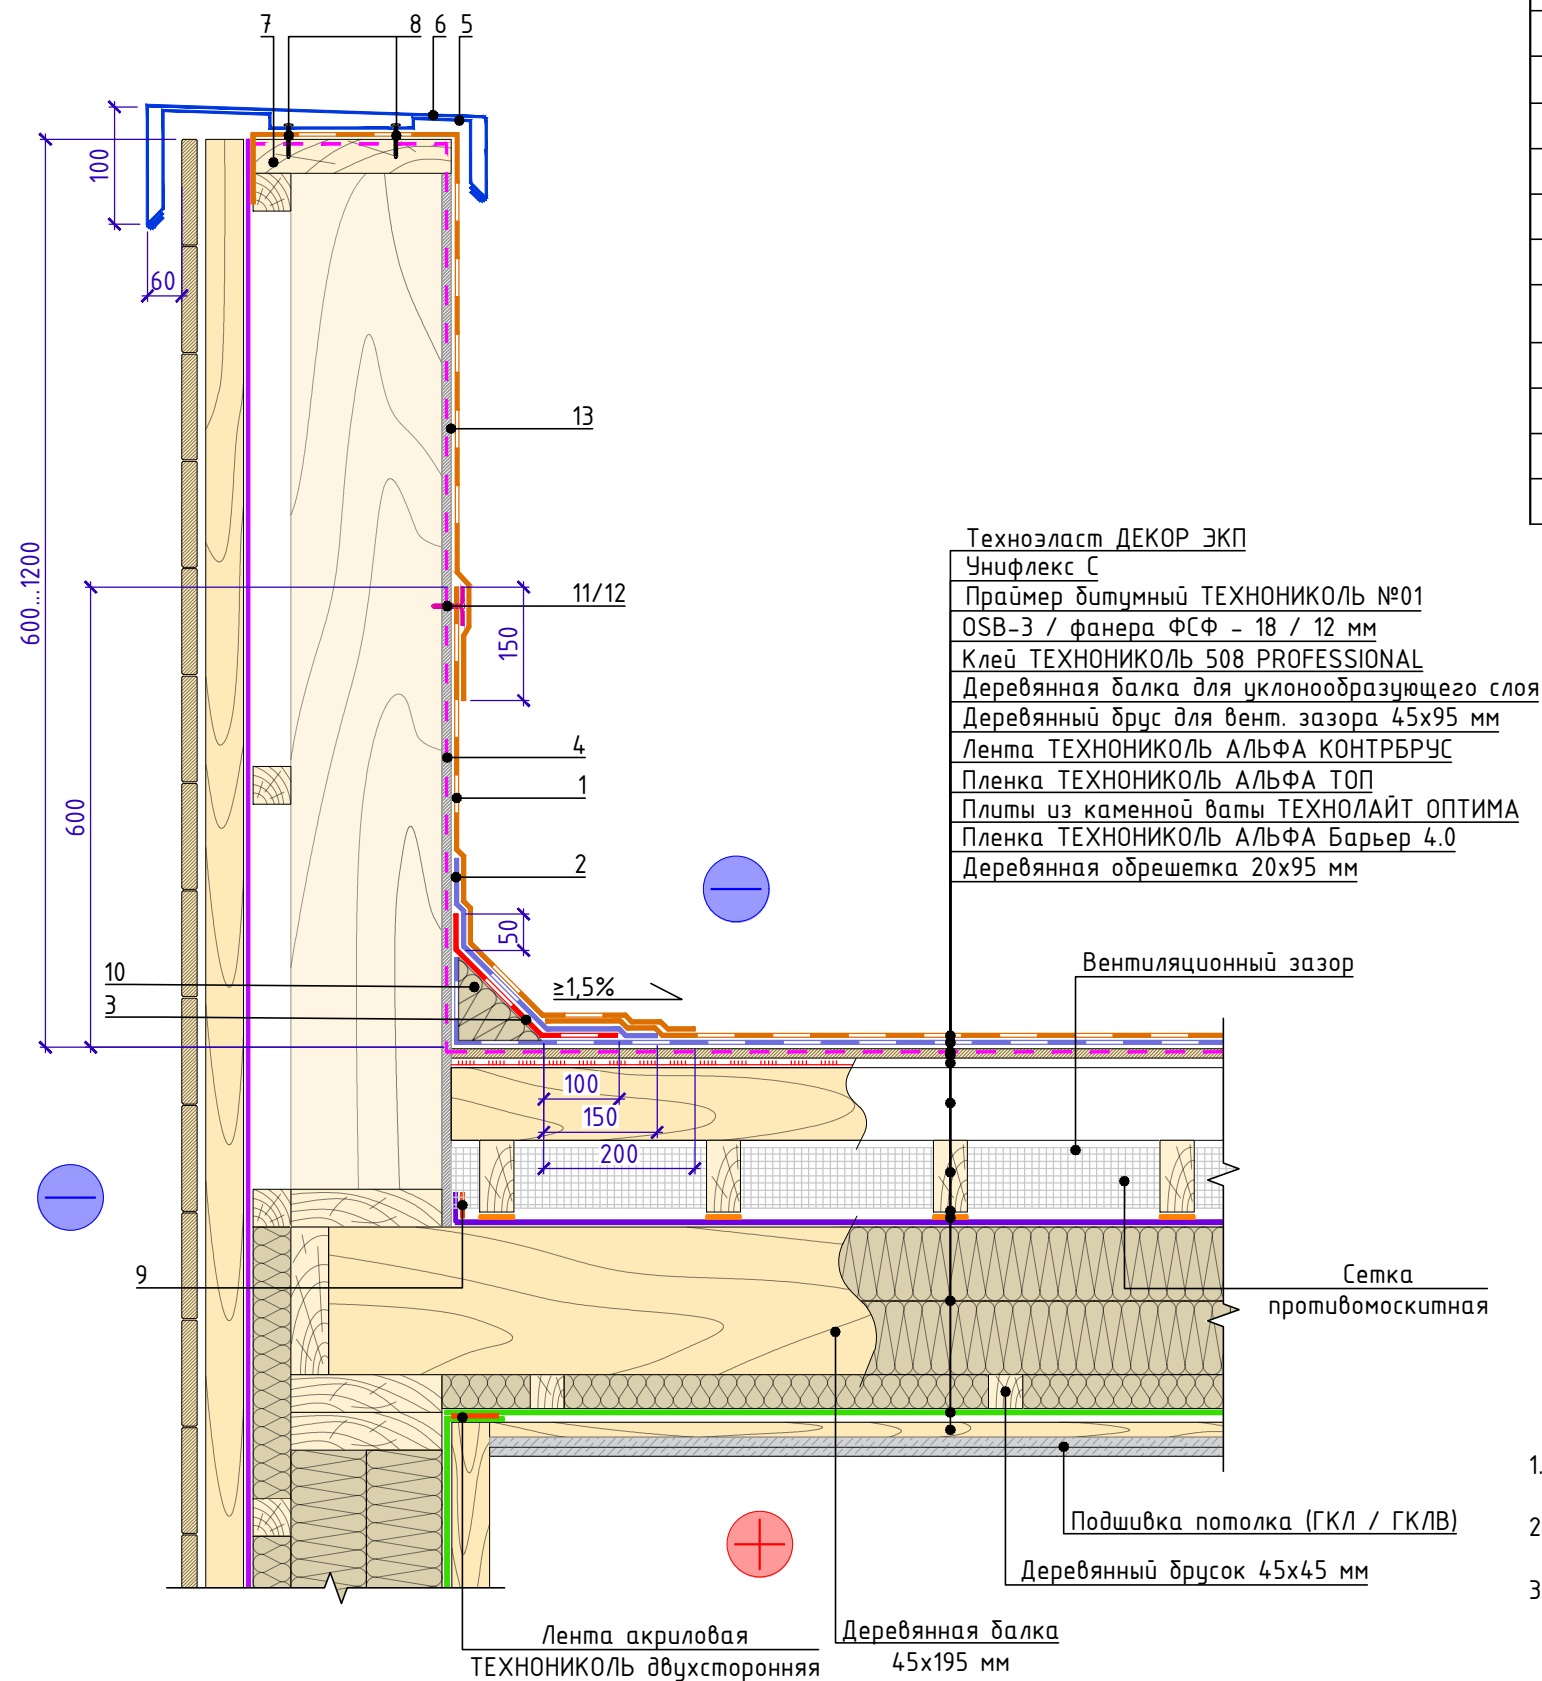 7
8
6
5
100
60
600...1200
600
13
11/12
150
4
1
2
50
10
3
≥1,5%
Техноэласт ДЕКОР ЭКП
Унифлекс С
Праймер битумный ТЕХНОНИКОЛЬ №01
OSB-3 / фанера ФСФ - 18 / 12 мм
Клей ТЕХНОНИКОЛЬ 508 PROFESSIONAL
Деревянная балка для уклонообразующего слоя
Деревянный брус для вент. зазора 45х95 мм
Лента ТЕХНОНИКОЛЬ АЛЬФА КОНТРБРУС
Пленка ТЕХНОНИКОЛЬ АЛЬФА ТОП
Плиты из каменной ваты ТЕХНОЛАЙТ ОПТИМА
Пленка ТЕХНОНИКОЛЬ АЛЬФА Барьер 4.0
Деревянная обрешетка 20х95 мм
Вентиляционный зазор
100
150
200
9
Сетка
противомоскитная
Подшивка потолка (ГКЛ / ГКЛВ)
Деревянный брусок 45х45 мм
Деревянная балка
45х195 мм
Лента акриловая
ТЕХНОНИКОЛЬ двухсторонняя
1.
2
3